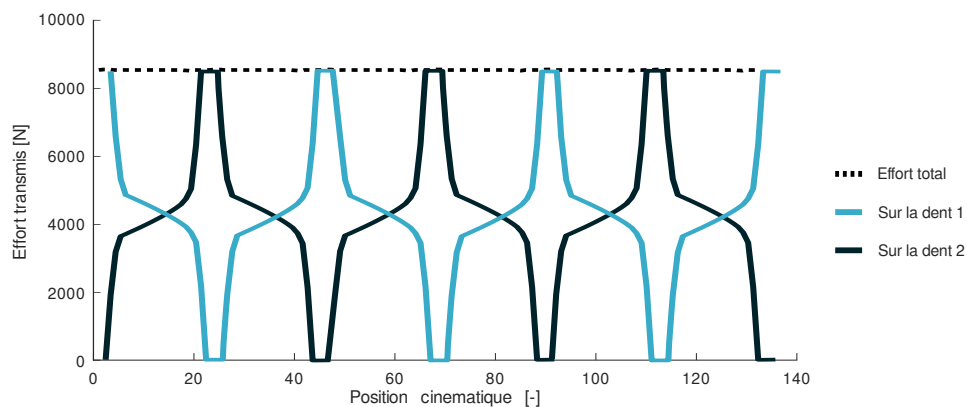 10000
8000
6000
4000
2000
0
Effort transmis [N]
0 20 40 60 80 100 120 140
Position cinematique [-]
Effort total
Sur la dent 1
Sur la dent 2